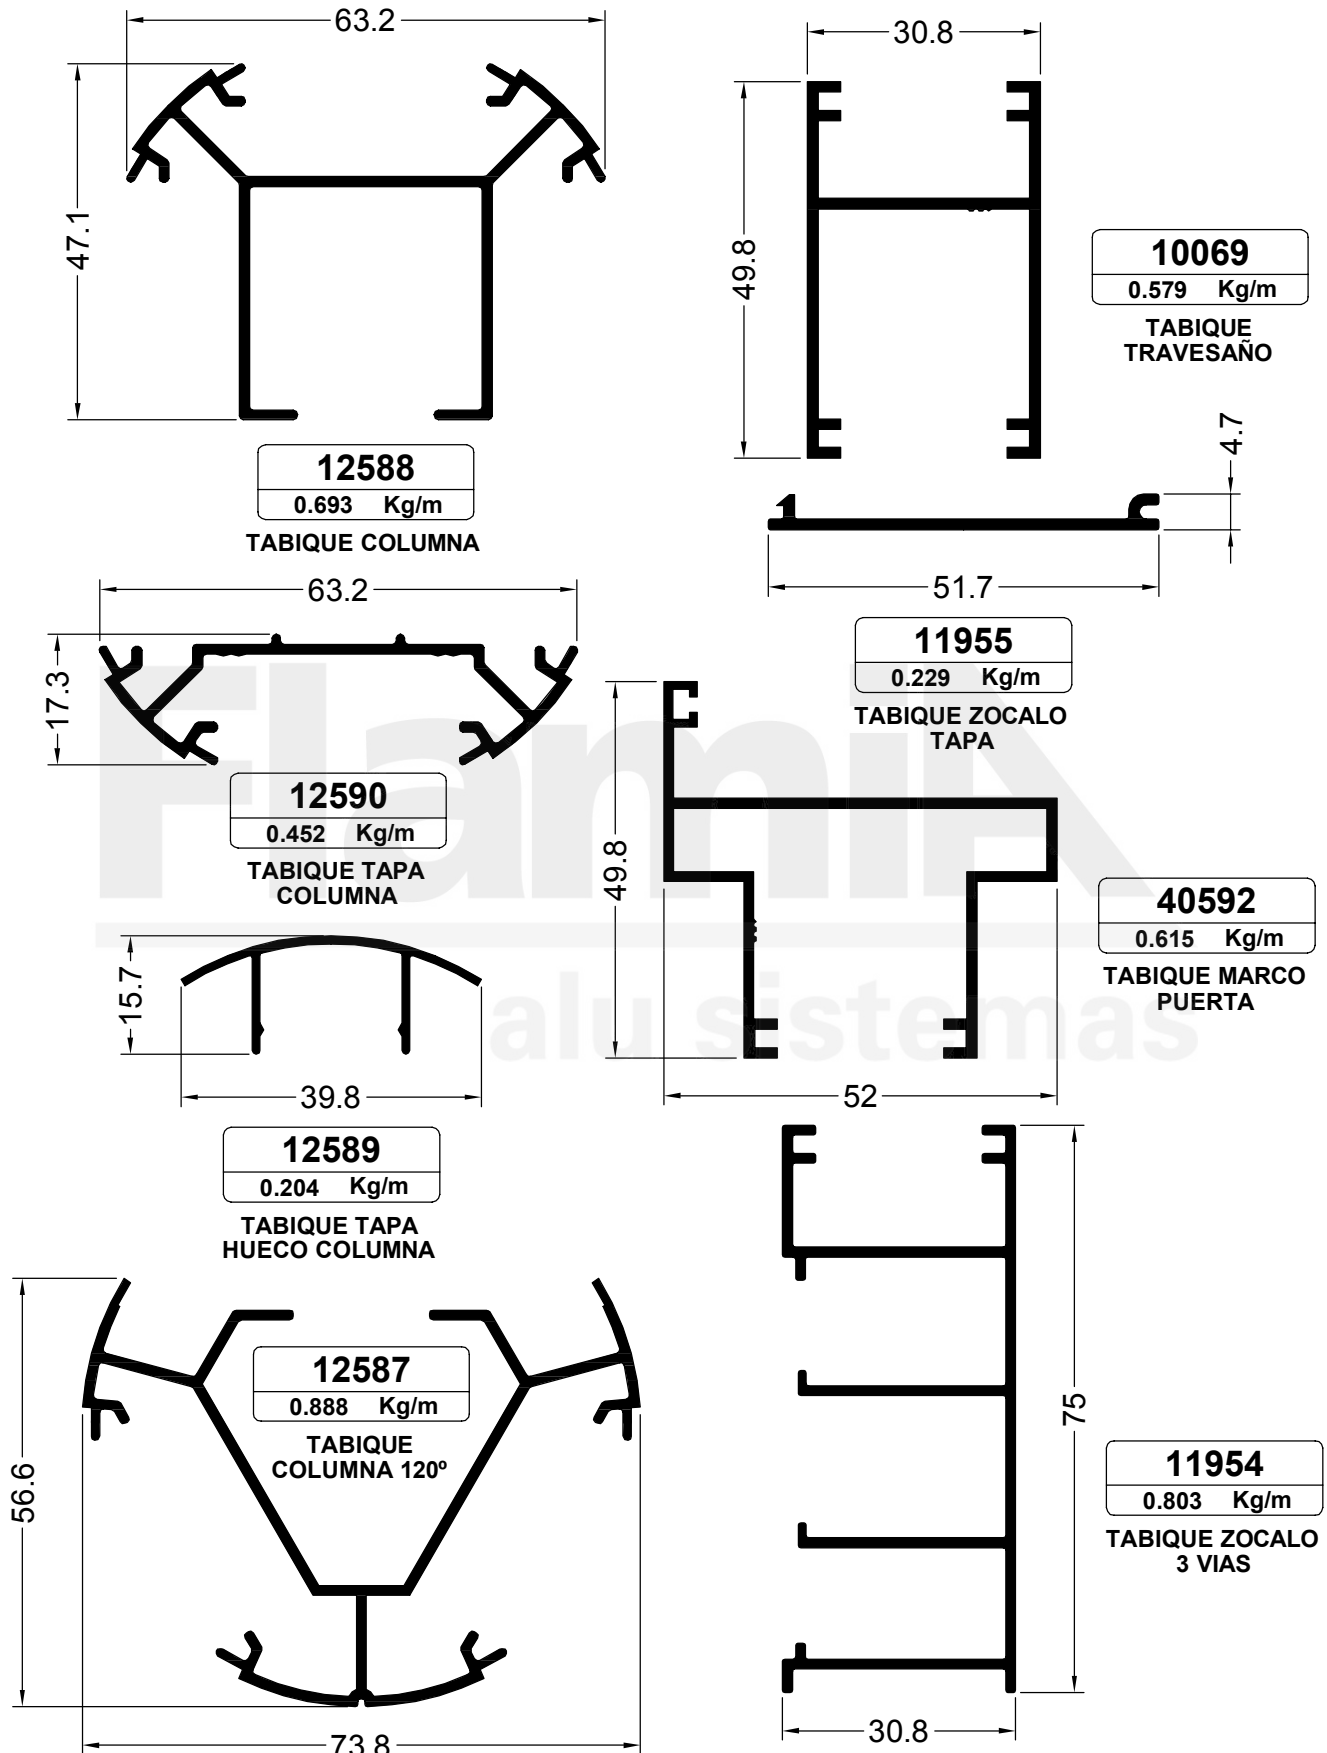 63.2
47.1
12588
0.693 Kg/m
TABIQUE COLUMNA
30.8
49.8
10069
0.579 Kg/m
TABIQUE
TRAVESAÑO
4.7
51.7
11955
0.229 Kg/m
TABIQUE ZOCALO
TAPA
63.2
17.3
12590
0.452 Kg/m
TABIQUE TAPA
COLUMNA
49.8
52
40592
0.615 Kg/m
TABIQUE MARCO
PUERTA
Flamia
alu sistemas
15.7
39.8
12589
0.204 Kg/m
TABIQUE TAPA
HUECO COLUMNA
56.6
12587
0.888 Kg/m
TABIQUE
COLUMNA 120º
73.8
75
11954
0.803 Kg/m
TABIQUE ZOCALO
3 VIAS
30.8